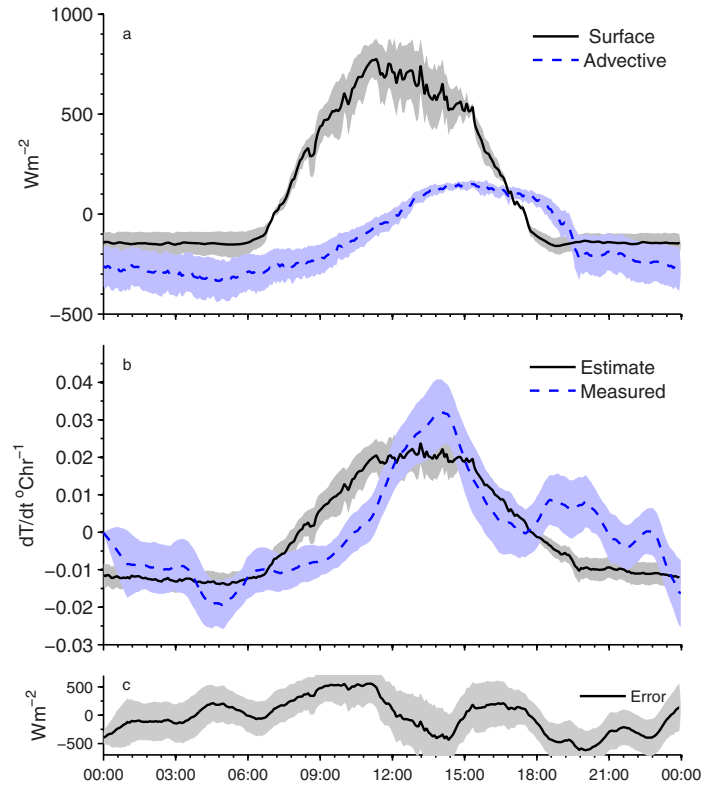 1000
a
Surface
Advective
500
Wm−2
0
−500
b
Estimate
Measured
0.04
0.03
0.02
0.01
dT/dt °Chr−1
0
−0.01
−0.02
−0.03
c
Error
500
Wm−2
0
−500
00:00 03:00 06:00 09:00 12:00 15:00 18:00 21:00 00:00